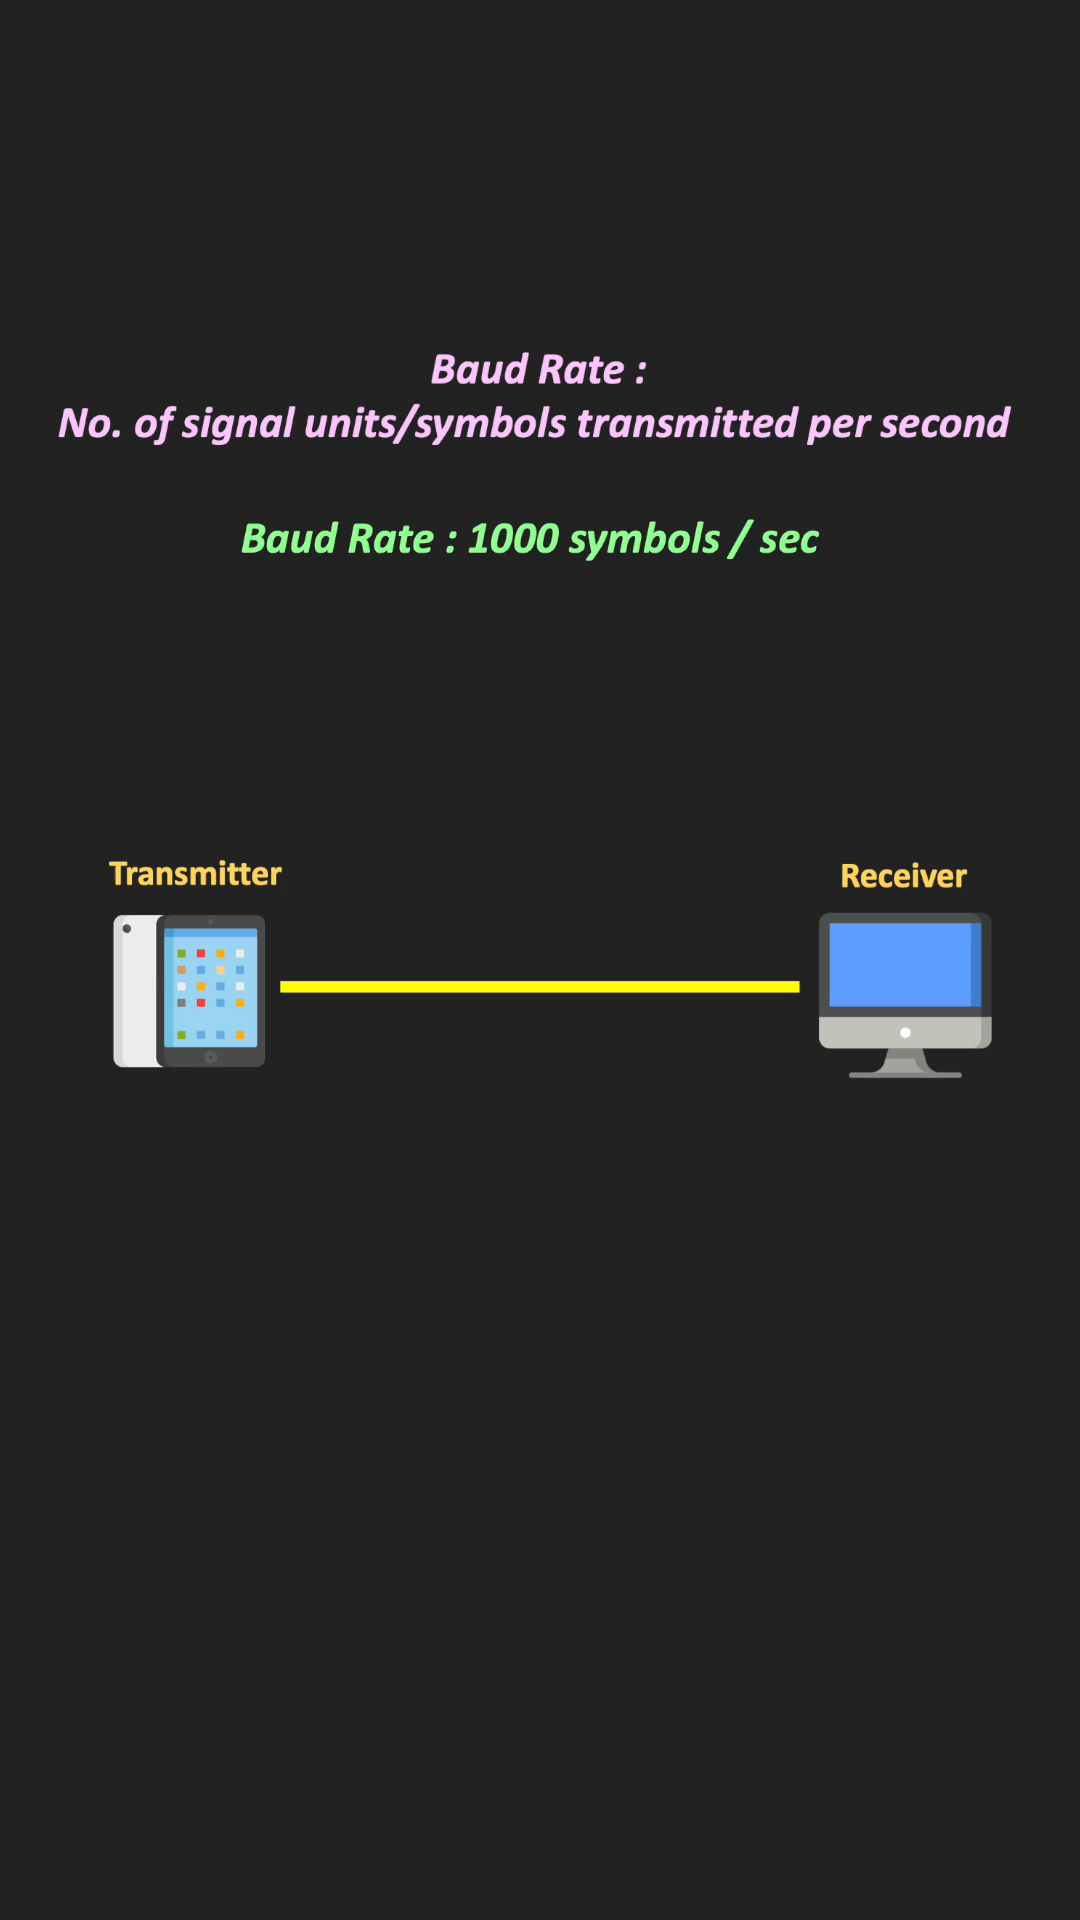 Baud Rate :
No. of signal units/symbols transmitted per second
Baud Rate : 1000 symbols / sec
Transmitter
Receiver